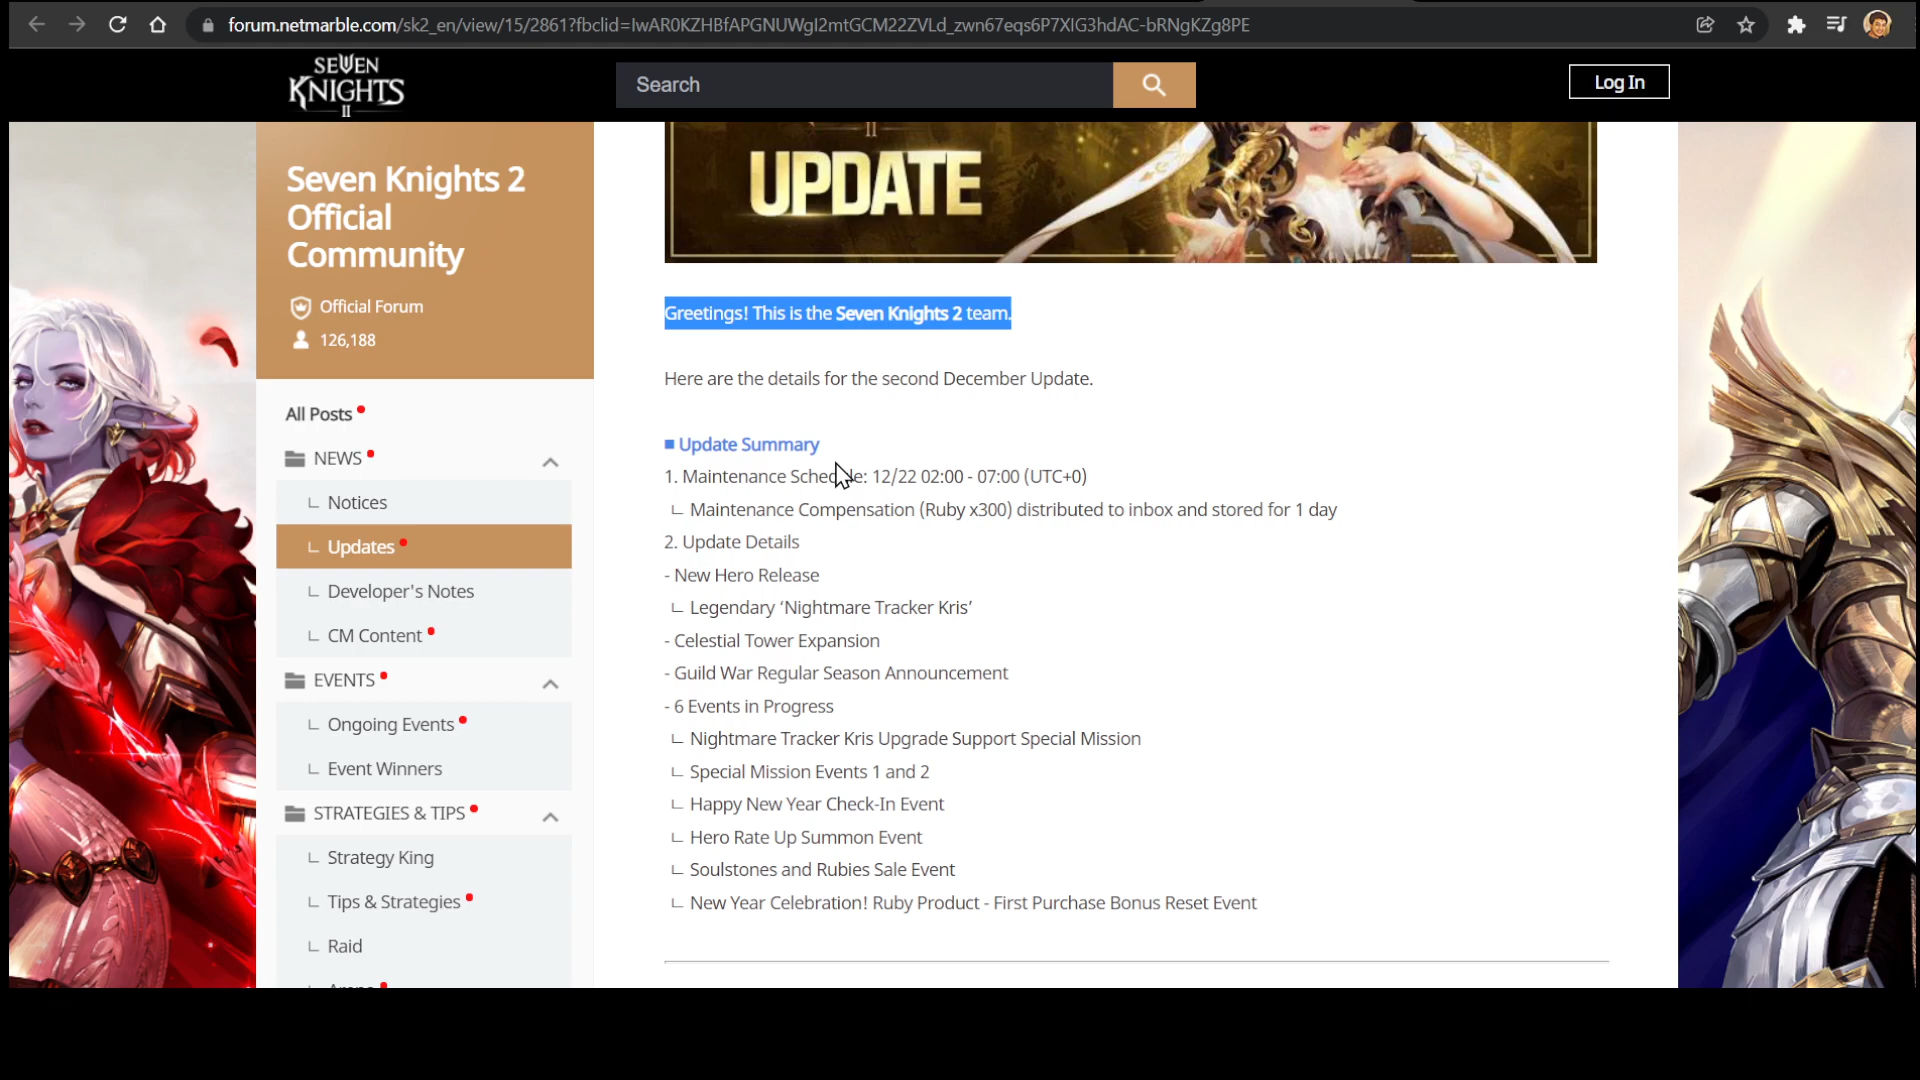 forum.netmarble.com/sk2_en/view/15/2861?fbclid=IwAR0KZHBfAPGNUWgI2mtGCM22ZVLd_zwn67eqs6P7XIG3hdAC-bRNgKZg8PE
SEVEN
KNIGHTS
II
Search
Log In
Seven Knights 2
Official
Community
Official Forum
126,188
All Posts
NEWS
Notices
Updates
Developer's Notes
CM Content
EVENTS
Ongoing Events
Event Winners
STRATEGIES & TIPS
Strategy King
Tips & Strategies
Raid
Arena
II
UPDATE
Greetings! This is the Seven Knights 2 team.
Here are the details for the second December Update.
■ Update Summary
1. Maintenance Schedule: 12/22 02:00 - 07:00 (UTC+0)
ㄴ Maintenance Compensation (Ruby x300) distributed to inbox and stored for 1 day
2. Update Details
- New Hero Release
ㄴ Legendary ‘Nightmare Tracker Kris’
- Celestial Tower Expansion
- Guild War Regular Season Announcement
- 6 Events in Progress
ㄴ Nightmare Tracker Kris Upgrade Support Special Mission
ㄴ Special Mission Events 1 and 2
ㄴ Happy New Year Check-In Event
ㄴ Hero Rate Up Summon Event
ㄴ Soulstones and Rubies Sale Event
ㄴ New Year Celebration! Ruby Product - First Purchase Bonus Reset Event